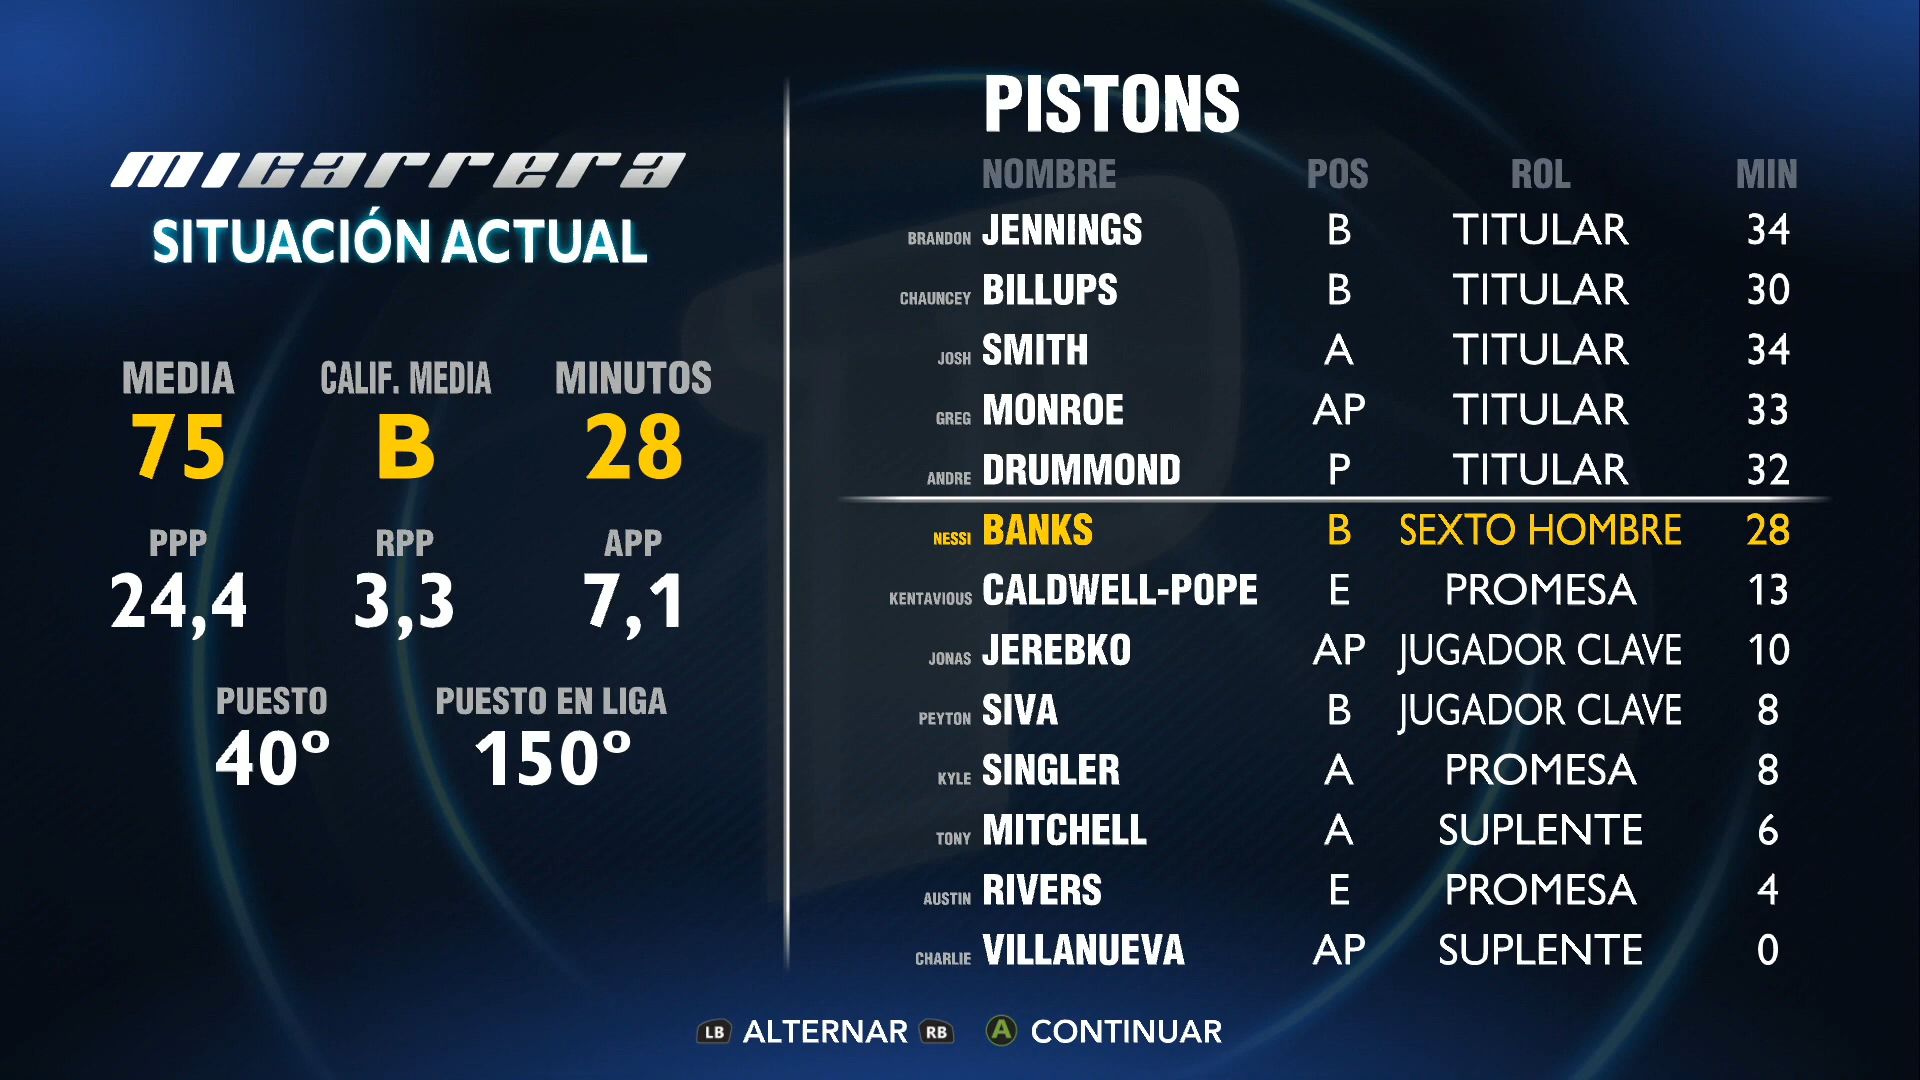 MICARRERA
SITUACIÓN ACTUAL
MEDIA CALIF. MEDIA MINUTOS
75 B 28
PPP RPP APP
24,4 3,3 7,1
PUESTO PUESTO EN LIGA
40º 150º
PISTONS
NOMBRE POS ROL MIN
BRANDON JENNINGS B TITULAR 34
CHAUNCEY BILLUPS B TITULAR 30
JOSH SMITH A TITULAR 34
GREG MONROE AP TITULAR 33
ANDRE DRUMMOND P TITULAR 32
NESSI BANKS B SEXTO HOMBRE 28
KENTAVIOUS CALDWELL-POPE E PROMESA 13
JONAS JEREBKO AP JUGADOR CLAVE 10
PEYTON SIVA B JUGADOR CLAVE 8
KYLE SINGLER A PROMESA 8
TONY MITCHELL A SUPLENTE 6
AUSTIN RIVERS E PROMESA 4
CHARLIE VILLANUEVA AP SUPLENTE 0
LB ALTERNAR RB A CONTINUAR